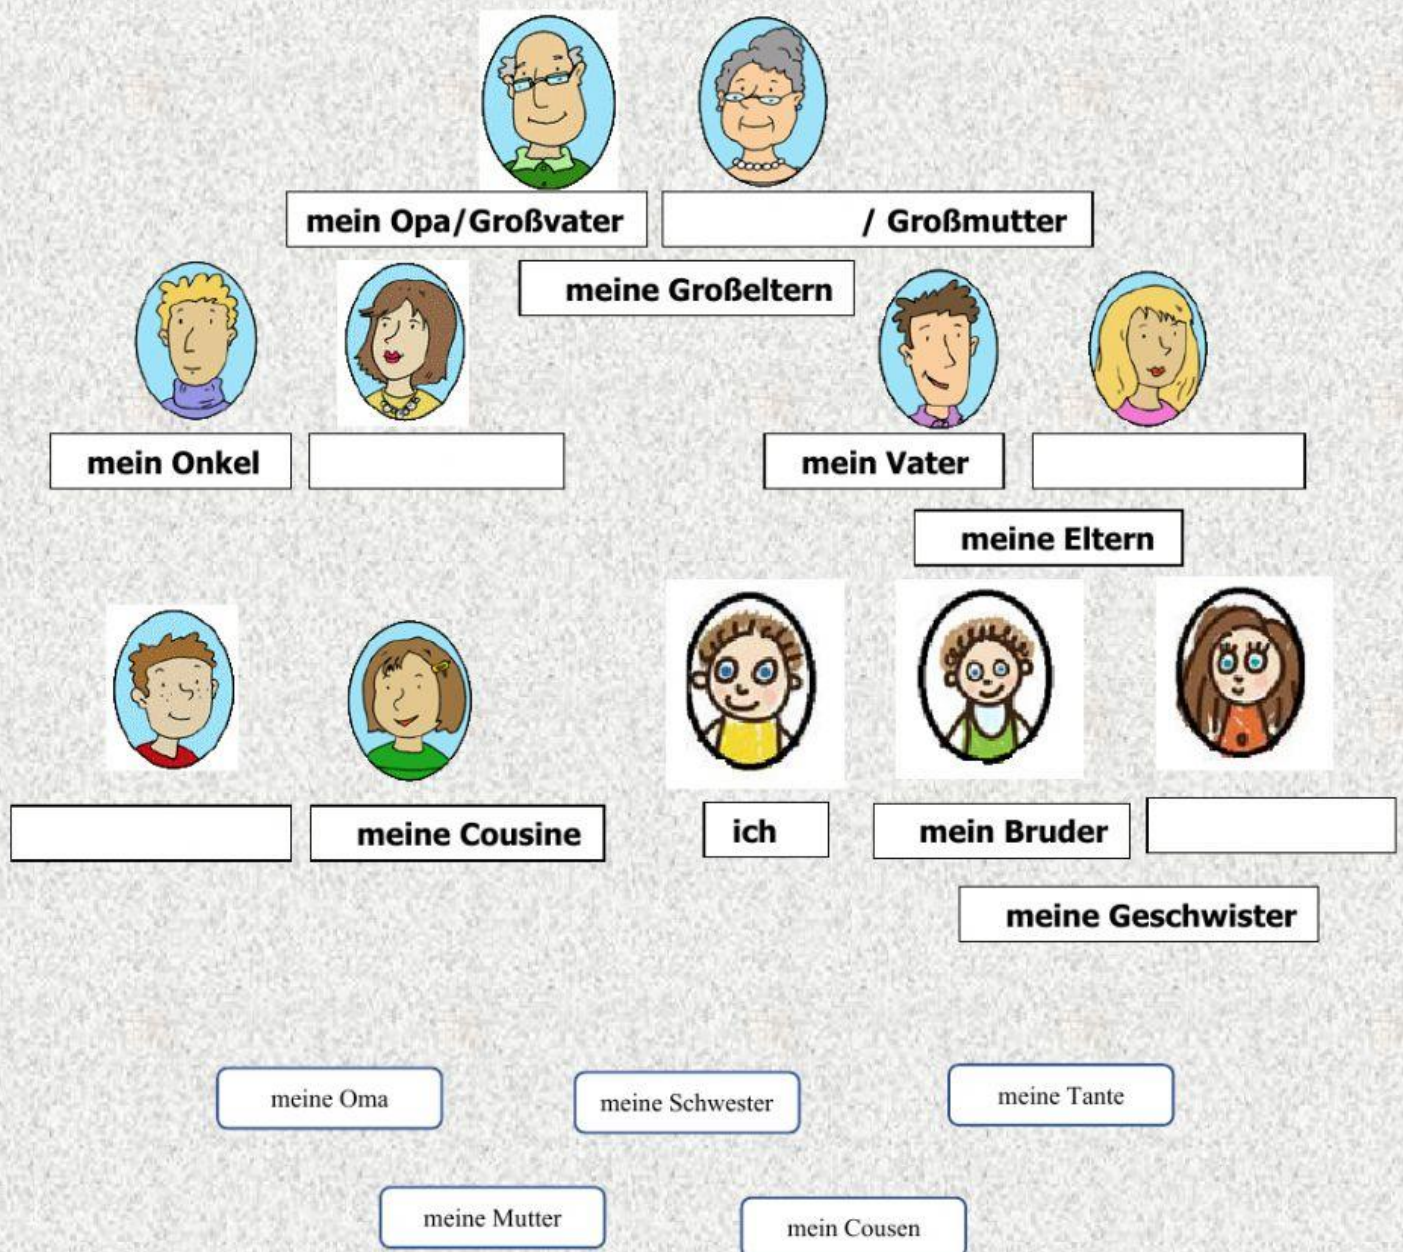 mein Opa/Großvater
/ Großmutter
meine Großeltern
mein Onkel
mein Vater
meine Eltern
meine Cousine
ich
mein Bruder
meine Geschwister
meine Oma
meine Schwester
meine Tante
meine Mutter
mein Cousen